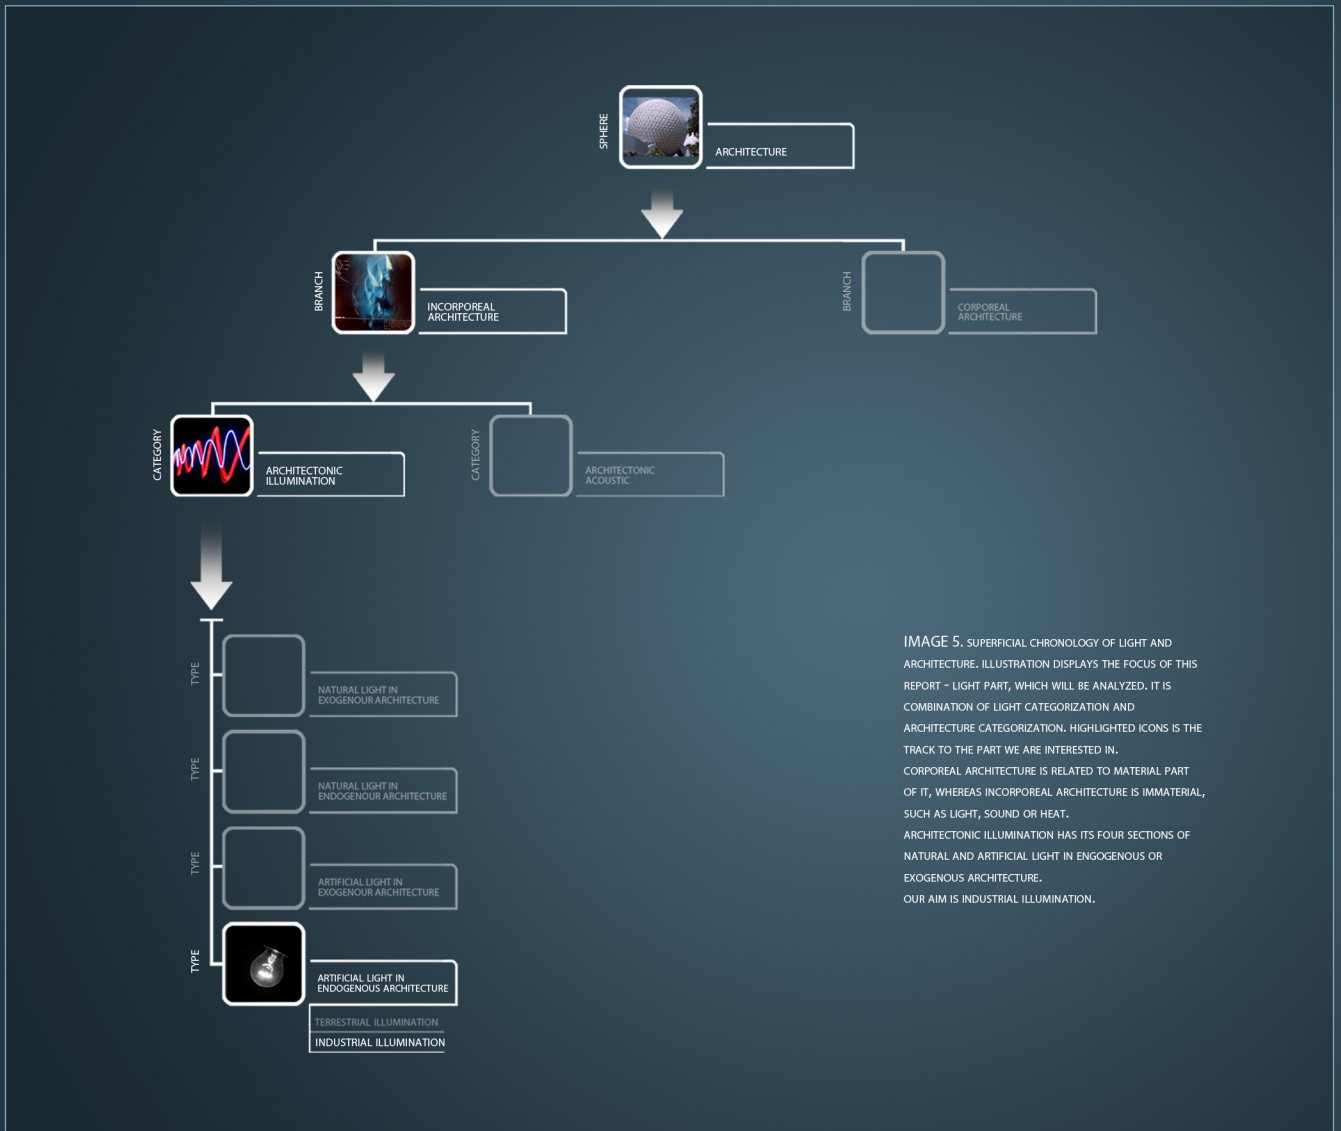 SPHERE
ARCHITECTURE
BRANCH
INCORPOREAL
ARCHITECTURE
BRANCH
CORPOREAL
ARCHITECTURE
CATEGORY
ARCHITECTONIC
ILLUMINATION
CATEGORY
ARCHITECTONIC
ACOUSTIC
TYPE
NATURAL LIGHT IN
EXOGENOUR ARCHITECTURE
TYPE
NATURAL LIGHT IN
ENDOGENOUR ARCHITECTURE
TYPE
ARTIFICIAL LIGHT IN
EXOGENOUR ARCHITECTURE
TYPE
ARTIFICIAL LIGHT IN
ENDOGENOUS ARCHITECTURE
TERRESTRIAL ILLUMINATION
INDUSTRIAL ILLUMINATION
IMAGE 5. SUPERFICIAL CHRONOLOGY OF LIGHT AND
ARCHITECTURE. ILLUSTRATION DISPLAYS THE FOCUS OF THIS
REPORT - LIGHT PART, WHICH WILL BE ANALYZED. IT IS
COMBINATION OF LIGHT CATEGORIZATION AND
ARCHITECTURE CATEGORIZATION. HIGHLIGHTED ICONS IS THE
TRACK TO THE PART WE ARE INTERESTED IN.
CORPOREAL ARCHITECTURE IS RELATED TO MATERIAL PART
OF IT, WHEREAS INCORPOREAL ARCHITECTURE IS IMMATERIAL,
SUCH AS LIGHT, SOUND OR HEAT.
ARCHITECTONIC ILLUMINATION HAS ITS FOUR SECTIONS OF
NATURAL AND ARTIFICIAL LIGHT IN ENGOGENOUS OR
EXOGENOUS ARCHITECTURE.
OUR AIM IS INDUSTRIAL ILLUMINATION.